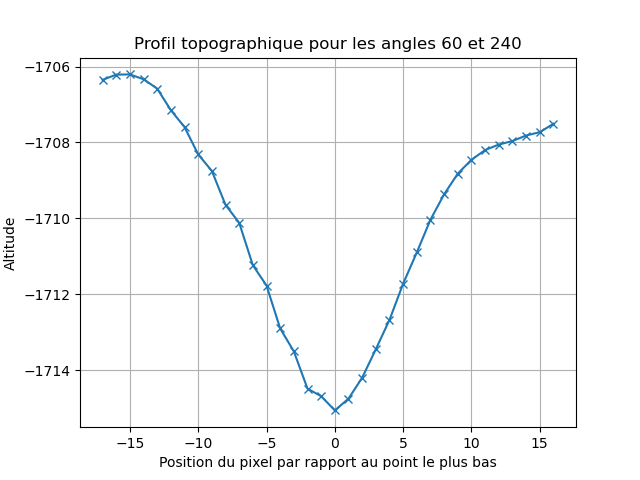 Profil topographique pour les angles 60 et 240
−1706
−1708
−1710
−1712
−1714
Altitude
−15 −10 −5 0 5 10 15
Position du pixel par rapport au point le plus bas